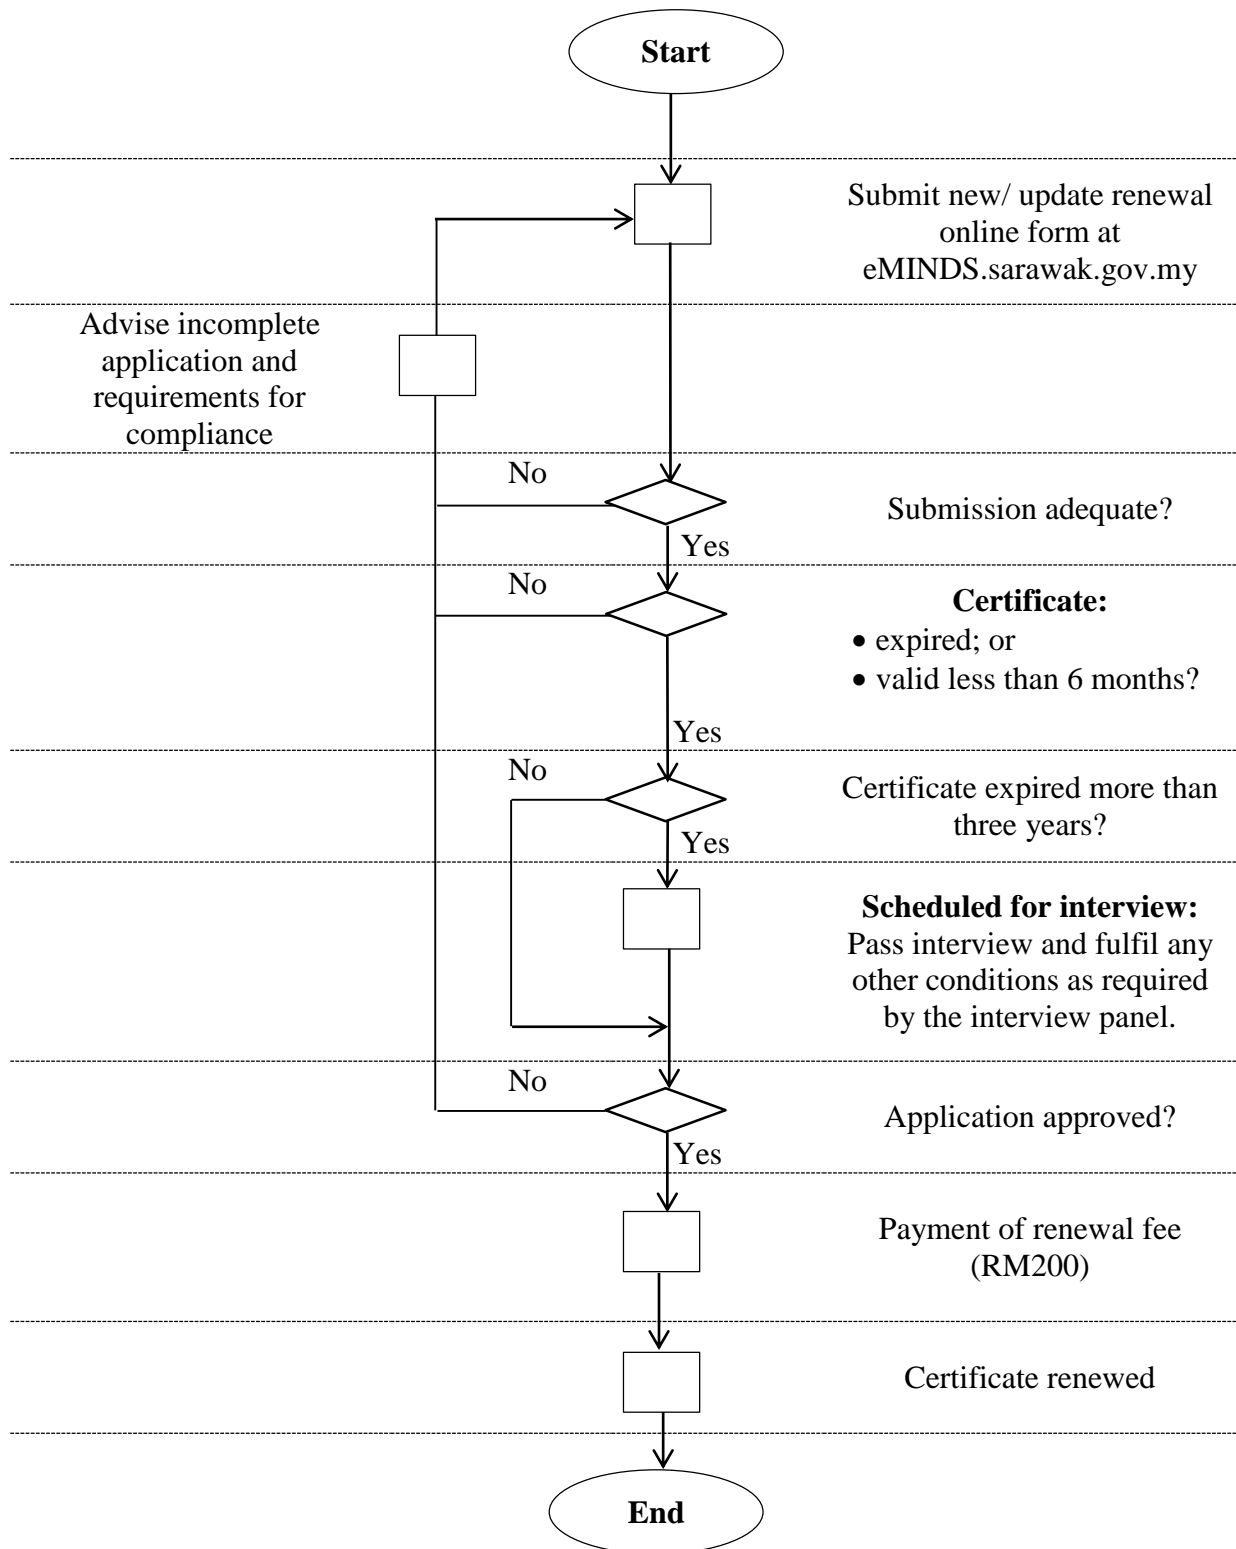 Start
Submit new/ update renewal
online form at
eMINDS.sarawak.gov.my
Advise incomplete
application and
requirements for
compliance
No
Submission adequate?
Yes
No
Certificate:
• expired; or
• valid less than 6 months?
Yes
No
Certificate expired more than
three years?
Yes
Scheduled for interview:
Pass interview and fulfil any
other conditions as required
by the interview panel.
No
Application approved?
Yes
Payment of renewal fee
(RM200)
Certificate renewed
End